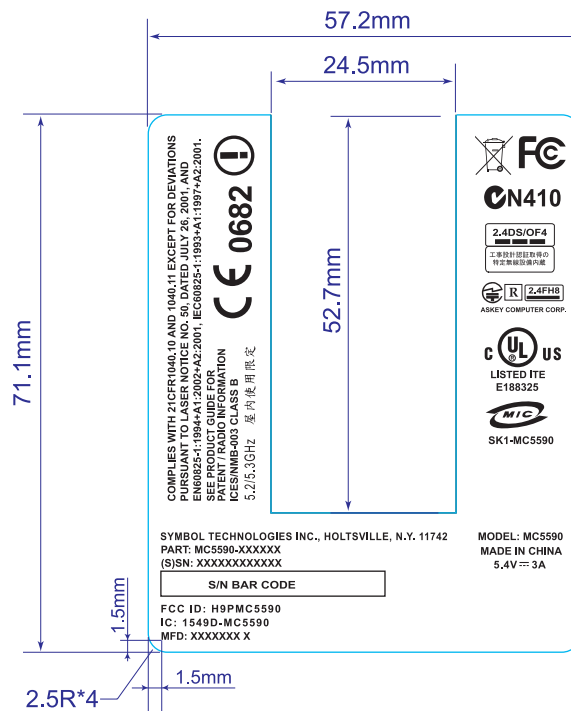 57.2mm
24.5mm
71.1mm
52.7mm
COMPLIES WITH 21CFR1040.10 AND 1040.11 EXCEPT FOR DEVIATIONS
PURSUANT TO LASER NOTICE NO. 50, DATED JULY 26, 2001, AND
EN60825-1:1994+A1:2002+A2:2001, IEC60825-1:1993+A1:1997+A2:2001.
SEE PRODUCT GUIDE FOR
PATENT / RADIO INFORMATION
ICES/NMB-003 CLASS B
5.2/5.3GHz 屋内使用限定
CE 0682
FC
N410
2.4DS/OF4
工事設計認証取得の
特定無線設備内蔵
R 2.4FH8
ASKEY COMPUTER CORP.
C UL US
®
LISTED ITE
E188325
MIC
SK1-MC5590
SYMBOL TECHNOLOGIES INC., HOLTSVILLE, N.Y. 11742
PART: MC5590-XXXXXX
(S)SN: XXXXXXXXXXXX
S/N BAR CODE
FCC ID: H9PMC5590
IC: 1549D-MC5590
MFD: XXXXXXX X
MODEL: MC5590
MADE IN CHINA
5.4V⎓3A
1.5mm
1.5mm
2.5R*4